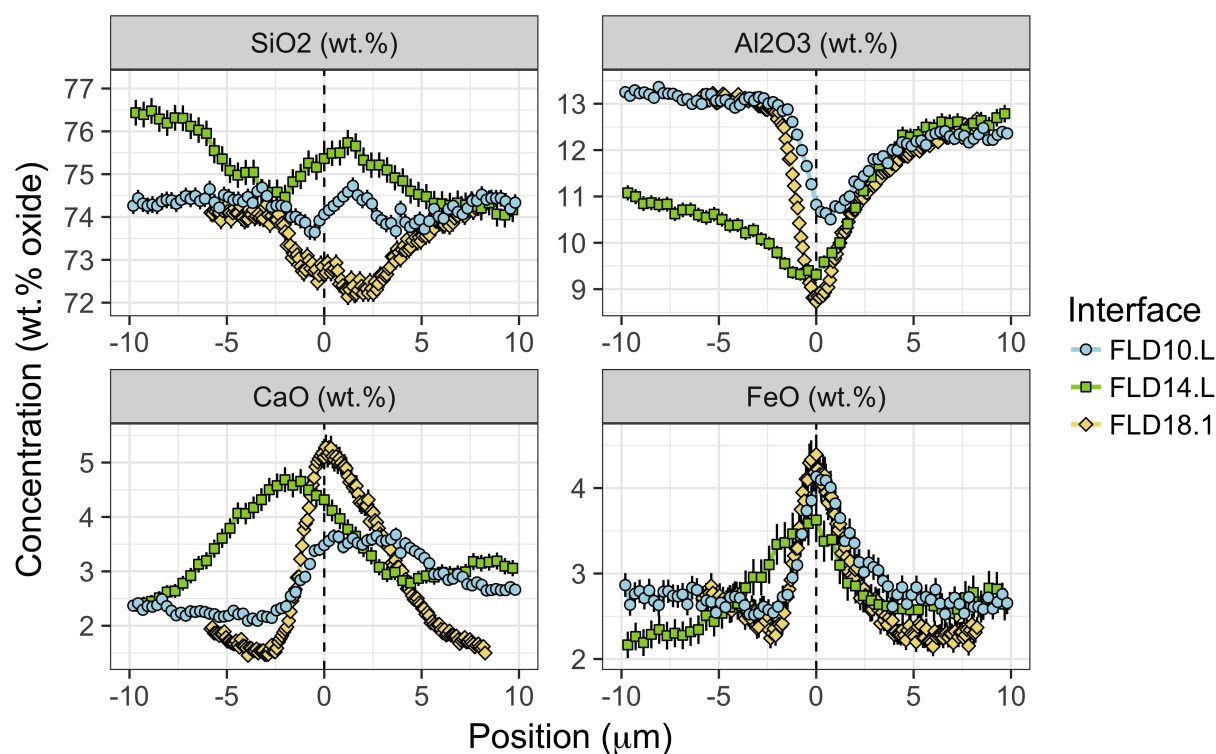 SiO2 (wt.%)
Al2O3 (wt.%)
77
76
75
74
73
72
13
12
11
10
9
-10 -5 0 5 10
-10 -5 0 5 10
CaO (wt.%)
FeO (wt.%)
5
4
3
2
4
3
2
-10 -5 0 5 10
-10 -5 0 5 10
Concentration (wt.% oxide)
Position (μm)
Interface
FLD10.L
FLD14.L
FLD18.1